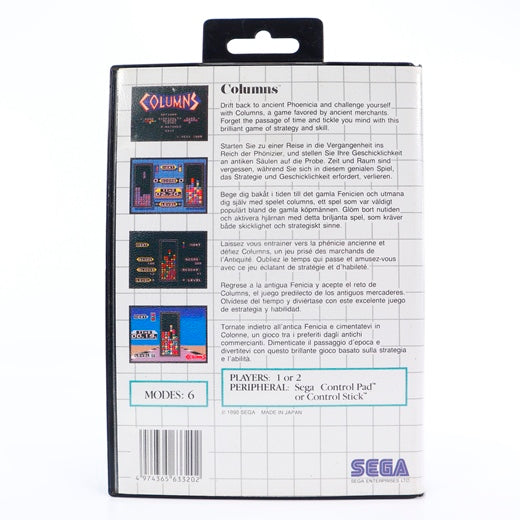 COLUMNS
Columns™
Drift back to ancient Phoenicia and challenge yourself
with Columns, a game favored by ancient merchants.
Forget the passage of time and tickle you mind with this
brilliant game of strategy and skill.
Starten Sie zu einer Reise in die Vergangenheit ins
Reich der Phönizier, und stellen Sie Ihre Geschicklichkeit
an antiken Säulen auf die Probe. Zeit und Raum sind
vergessen, während Sie sich in diesem genialen Spiel,
das Strategie und Geschicklichkeit erfordert, verlieren.
Bege dig bakåt i tiden till det gamla Fenicien och utmana
dig själv med spelet columns, ett spel som var väldigt
populärt bland de gamla köpmännen. Glöm bort nutiden
och aktivera hjärnan med detta briljanta spel, som kräver
både skicklighet och strategiskt sinne.
Laissez vous entrainer vers la phénicie ancienne et
défiez Columns, un jeu prisé des marchands de
l'Antiquité. Oubliez le temps qui passe et amusez-vous
avec ce jeu éclatant de stratégie et d'habileté.
Regrese a la antigua Fenicia y acepte el reto de
Columns, el juego predilecto de los antiguos mercaderes.
Olvídese del tiempo y diviértase con este excelente juego
de estrategia y habilidad.
Tornate indietro all'antica Fenicia e cimentatevi in
Colonne, un gioco tra i preferiti dagli antichi
commercianti. Dimenticate il passaggio d'epoca e
divertitevi con questo brillante gioco basato sulla strategia
e l'abilità.
MODES: 6
PLAYERS: 1 or 2
PERIPHERAL: Sega Control Pad™
or Control Stick™
© 1990 SEGA MADE IN JAPAN
4 974365 633202
SEGA
SEGA ENTERPRISES LTD.